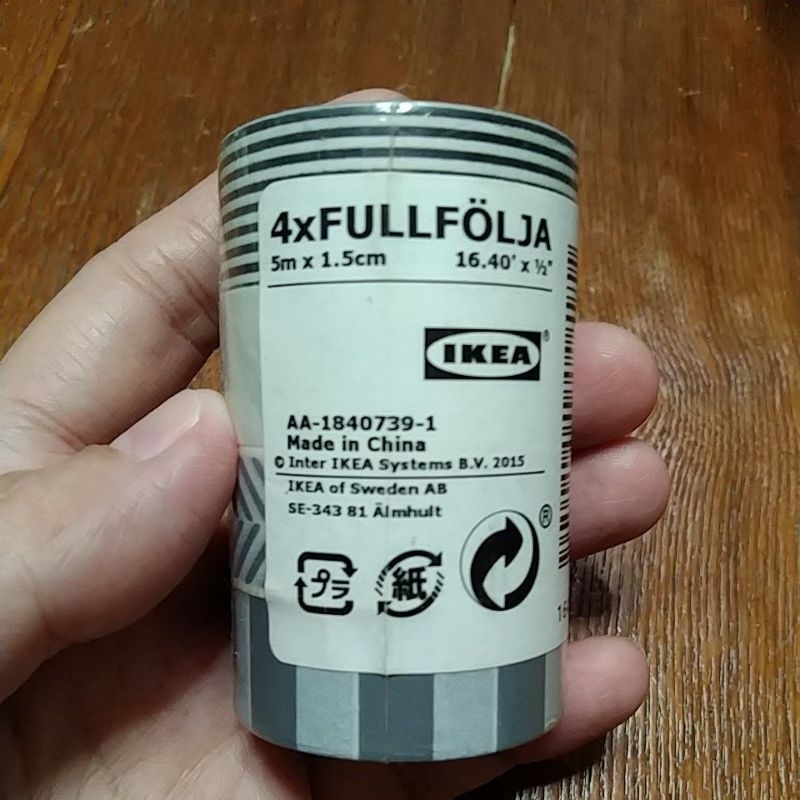 4xFULLFÖLJA
5m x 1.5cm 16.40' x ½"
IKEA®
AA-1840739-1
Made in China
© Inter IKEA Systems B.V. 2015
IKEA of Sweden AB
SE-343 81 Älmhult
プラ 紙 ®